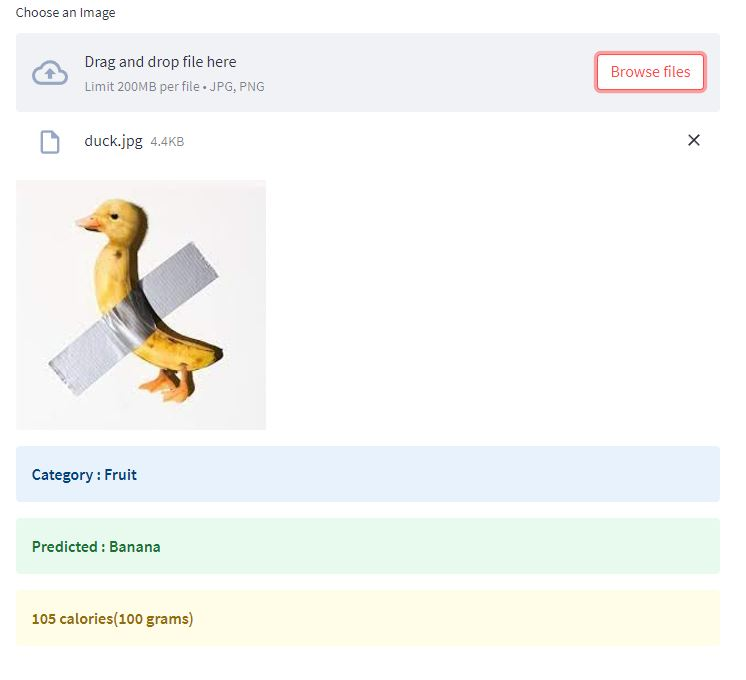 Choose an Image
Drag and drop file here
Limit 200MB per file • JPG, PNG
Browse files
duck.jpg 4.4KB
Category : Fruit
Predicted : Banana
105 calories(100 grams)